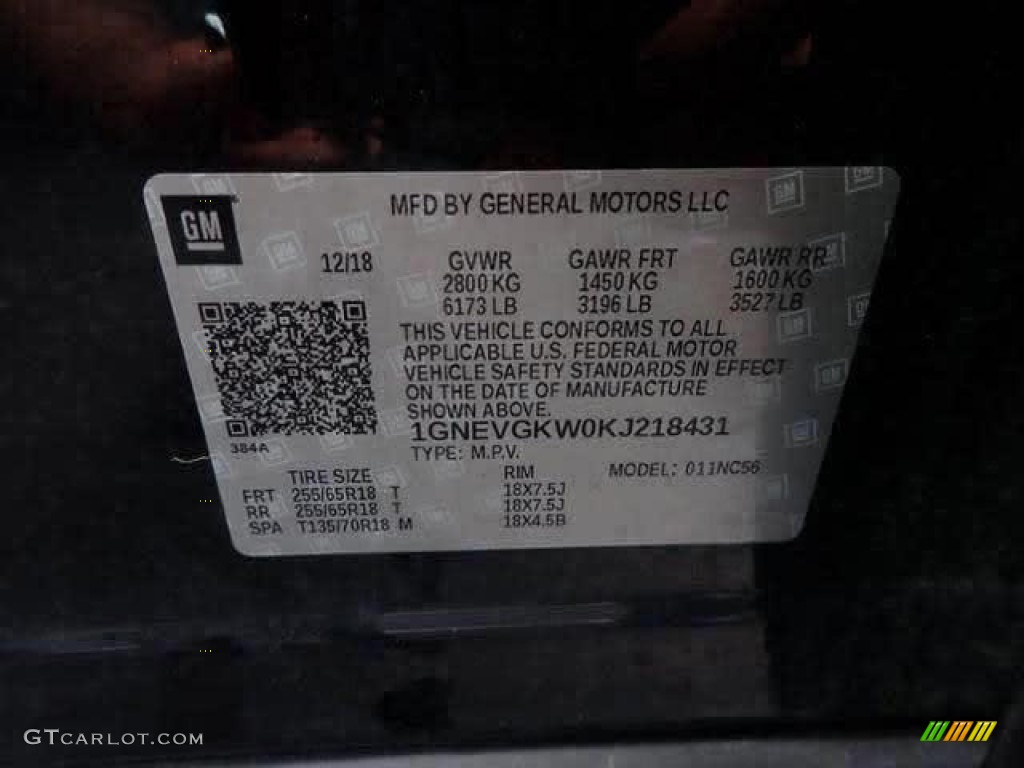 GM
MFD BY GENERAL MOTORS LLC
12/18 GVWR GAWR FRT GAWR RR
2800 KG 1450 KG 1600 KG
6173 LB 3196 LB 3527 LB
THIS VEHICLE CONFORMS TO ALL
APPLICABLE U.S. FEDERAL MOTOR
VEHICLE SAFETY STANDARDS IN EFFECT
ON THE DATE OF MANUFACTURE
SHOWN ABOVE.
1GNEVGKW0KJ218431
384A
TYPE: M.P.V.
TIRE SIZE RIM MODEL: 011NC56
FRT 255/65R18 T 18X7.5J
RR 255/65R18 T 18X7.5J
SPA T135/70R18 M 18X4.5B
GTCARLOT.COM